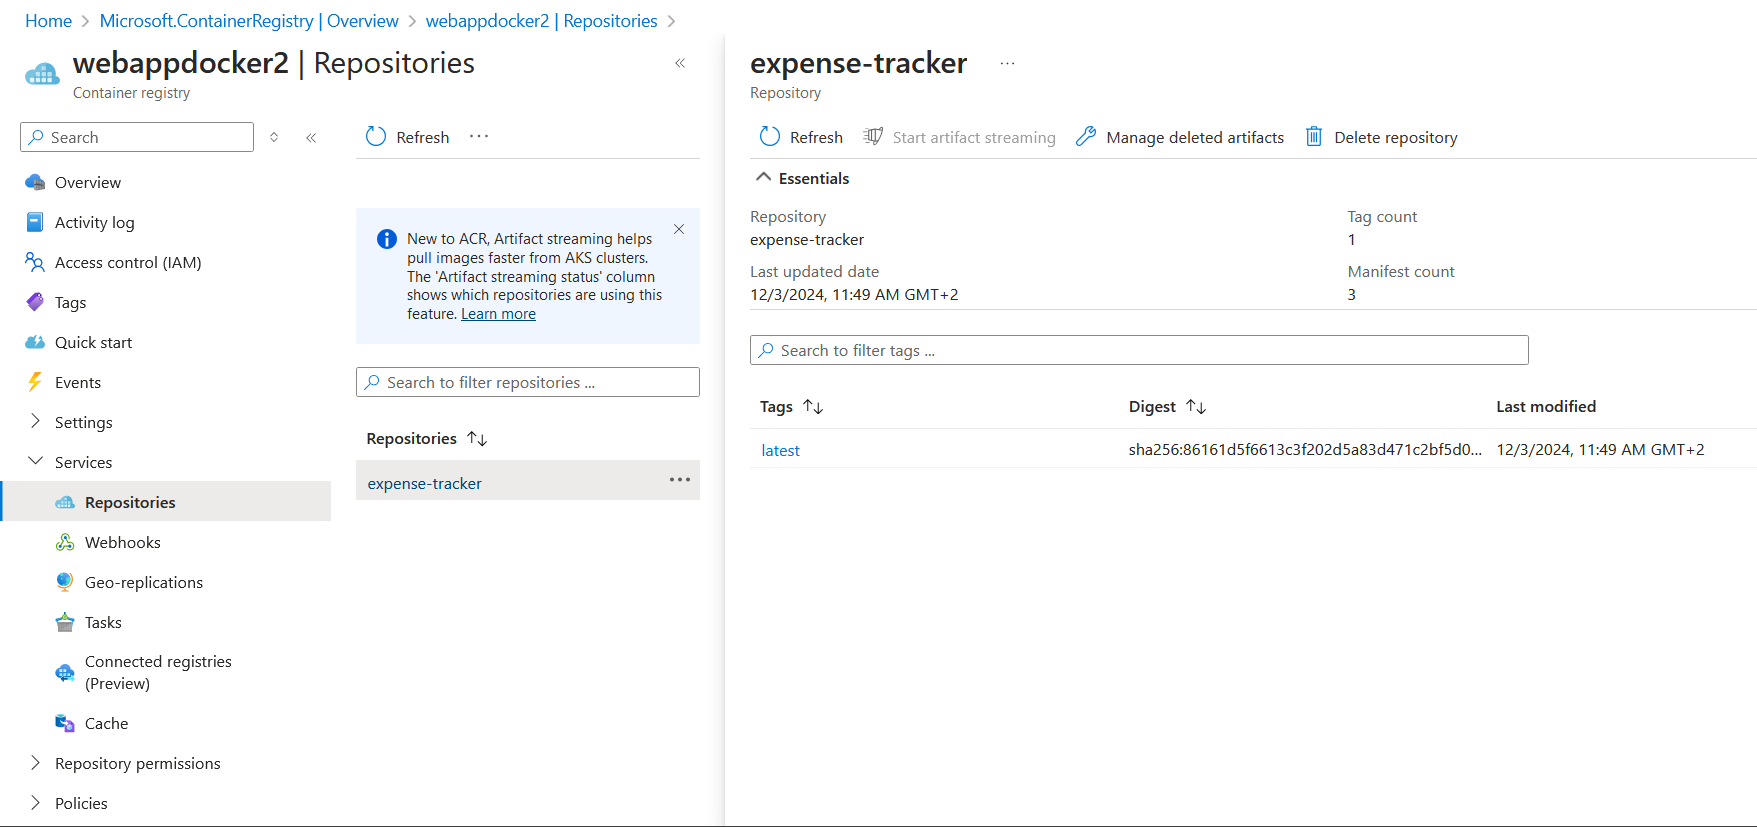 Home > Microsoft.ContainerRegistry | Overview > webappdocker2 | Repositories >
webappdocker2 | Repositories
Container registry
Search
Overview
Activity log
Access control (IAM)
Tags
Quick start
Events
Settings
Services
Repositories
Webhooks
Geo-replications
Tasks
Connected registries
(Preview)
Cache
Repository permissions
Policies
Refresh ...
New to ACR, Artifact streaming helps
pull images faster from AKS clusters.
The 'Artifact streaming status' column
shows which repositories are using this
feature. Learn more
Search to filter repositories ...
Repositories
expense-tracker ...
expense-tracker ...
Repository
Refresh Start artifact streaming Manage deleted artifacts Delete repository
Essentials
Repository
expense-tracker
Last updated date
12/3/2024, 11:49 AM GMT+2
Tag count
1
Manifest count
3
Search to filter tags ...
Tags Digest Last modified
latest sha256:86161d5f6613c3f202d5a83d471c2bf5d0... 12/3/2024, 11:49 AM GMT+2